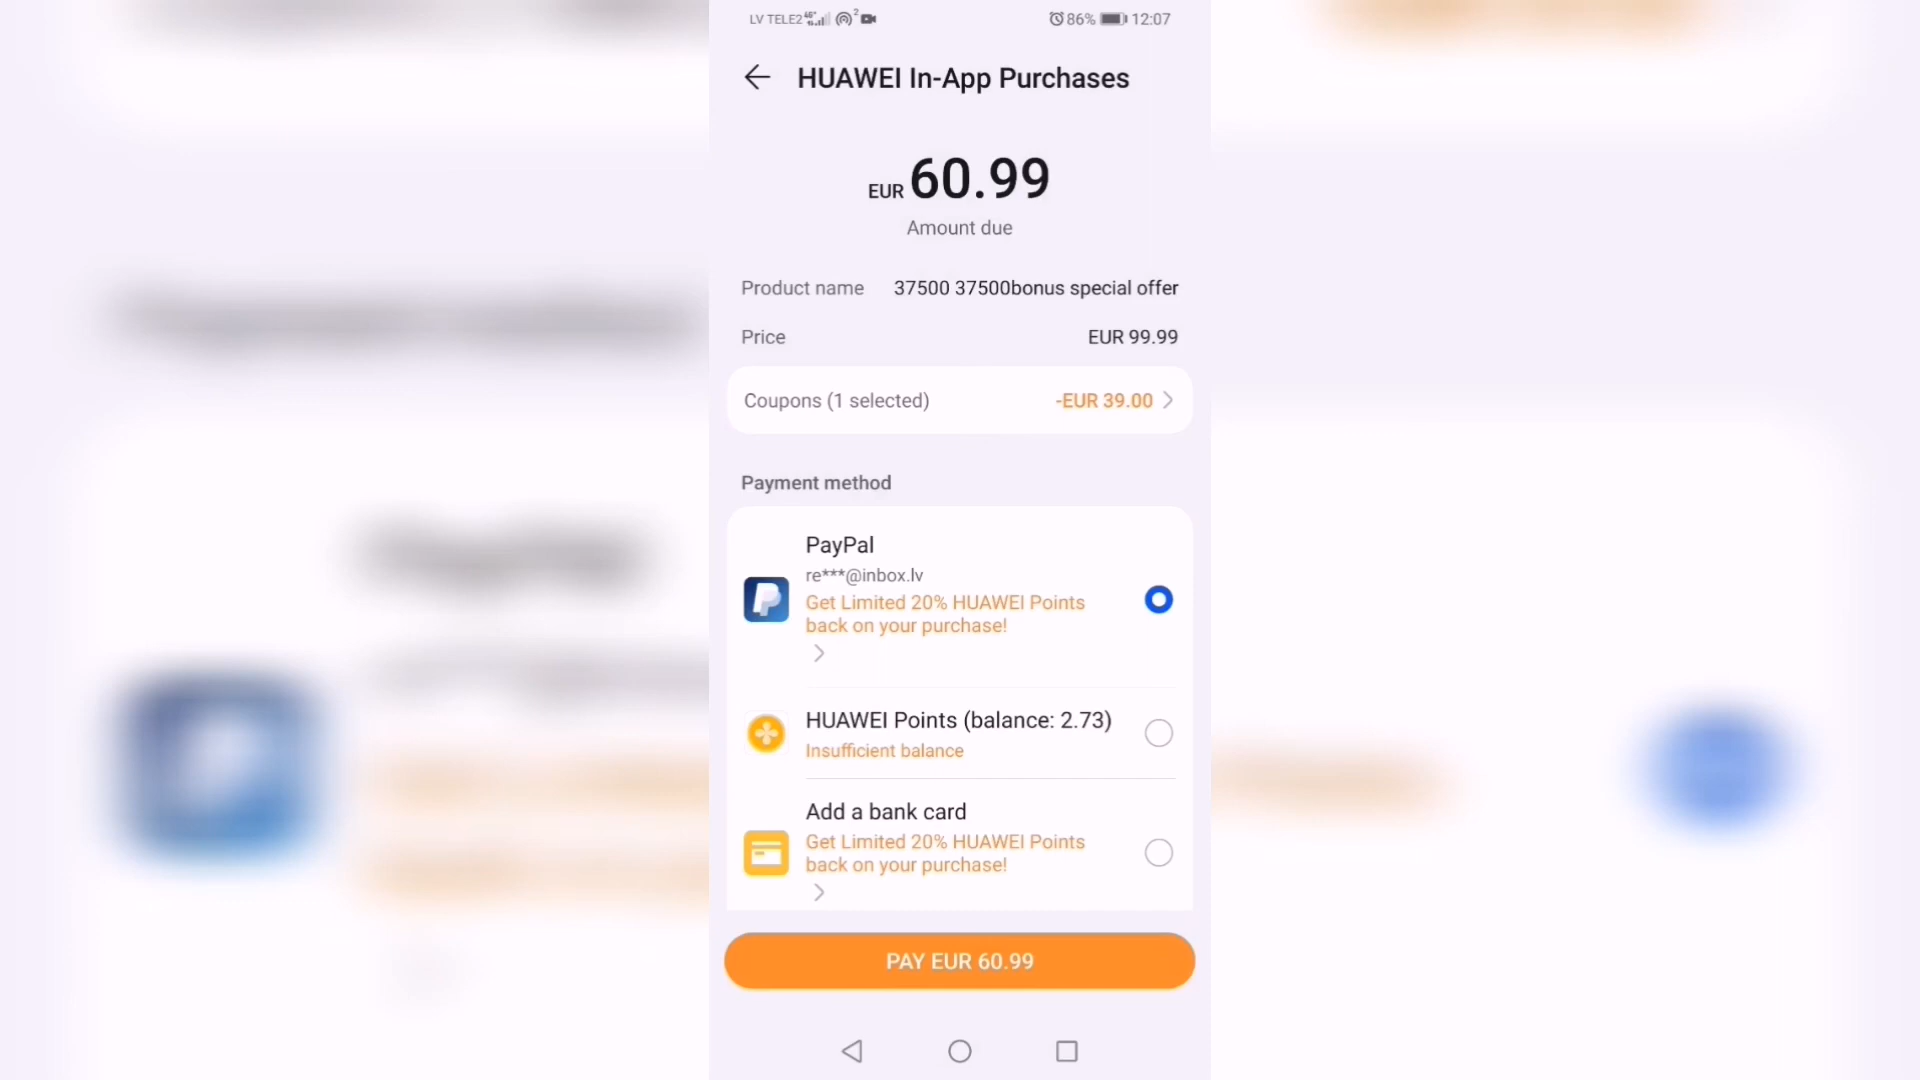 LV TELE2 86% 12:07
HUAWEI In-App Purchases
EUR 60.99
Amount due
Product name 37500 37500bonus special offer
Price EUR 99.99
Coupons (1 selected) -EUR 39.00
Payment method
PayPal
re***@inbox.lv
Get Limited 20% HUAWEI Points
back on your purchase!
HUAWEI Points (balance: 2.73)
Insufficient balance
Add a bank card
Get Limited 20% HUAWEI Points
back on your purchase!
PAY EUR 60.99